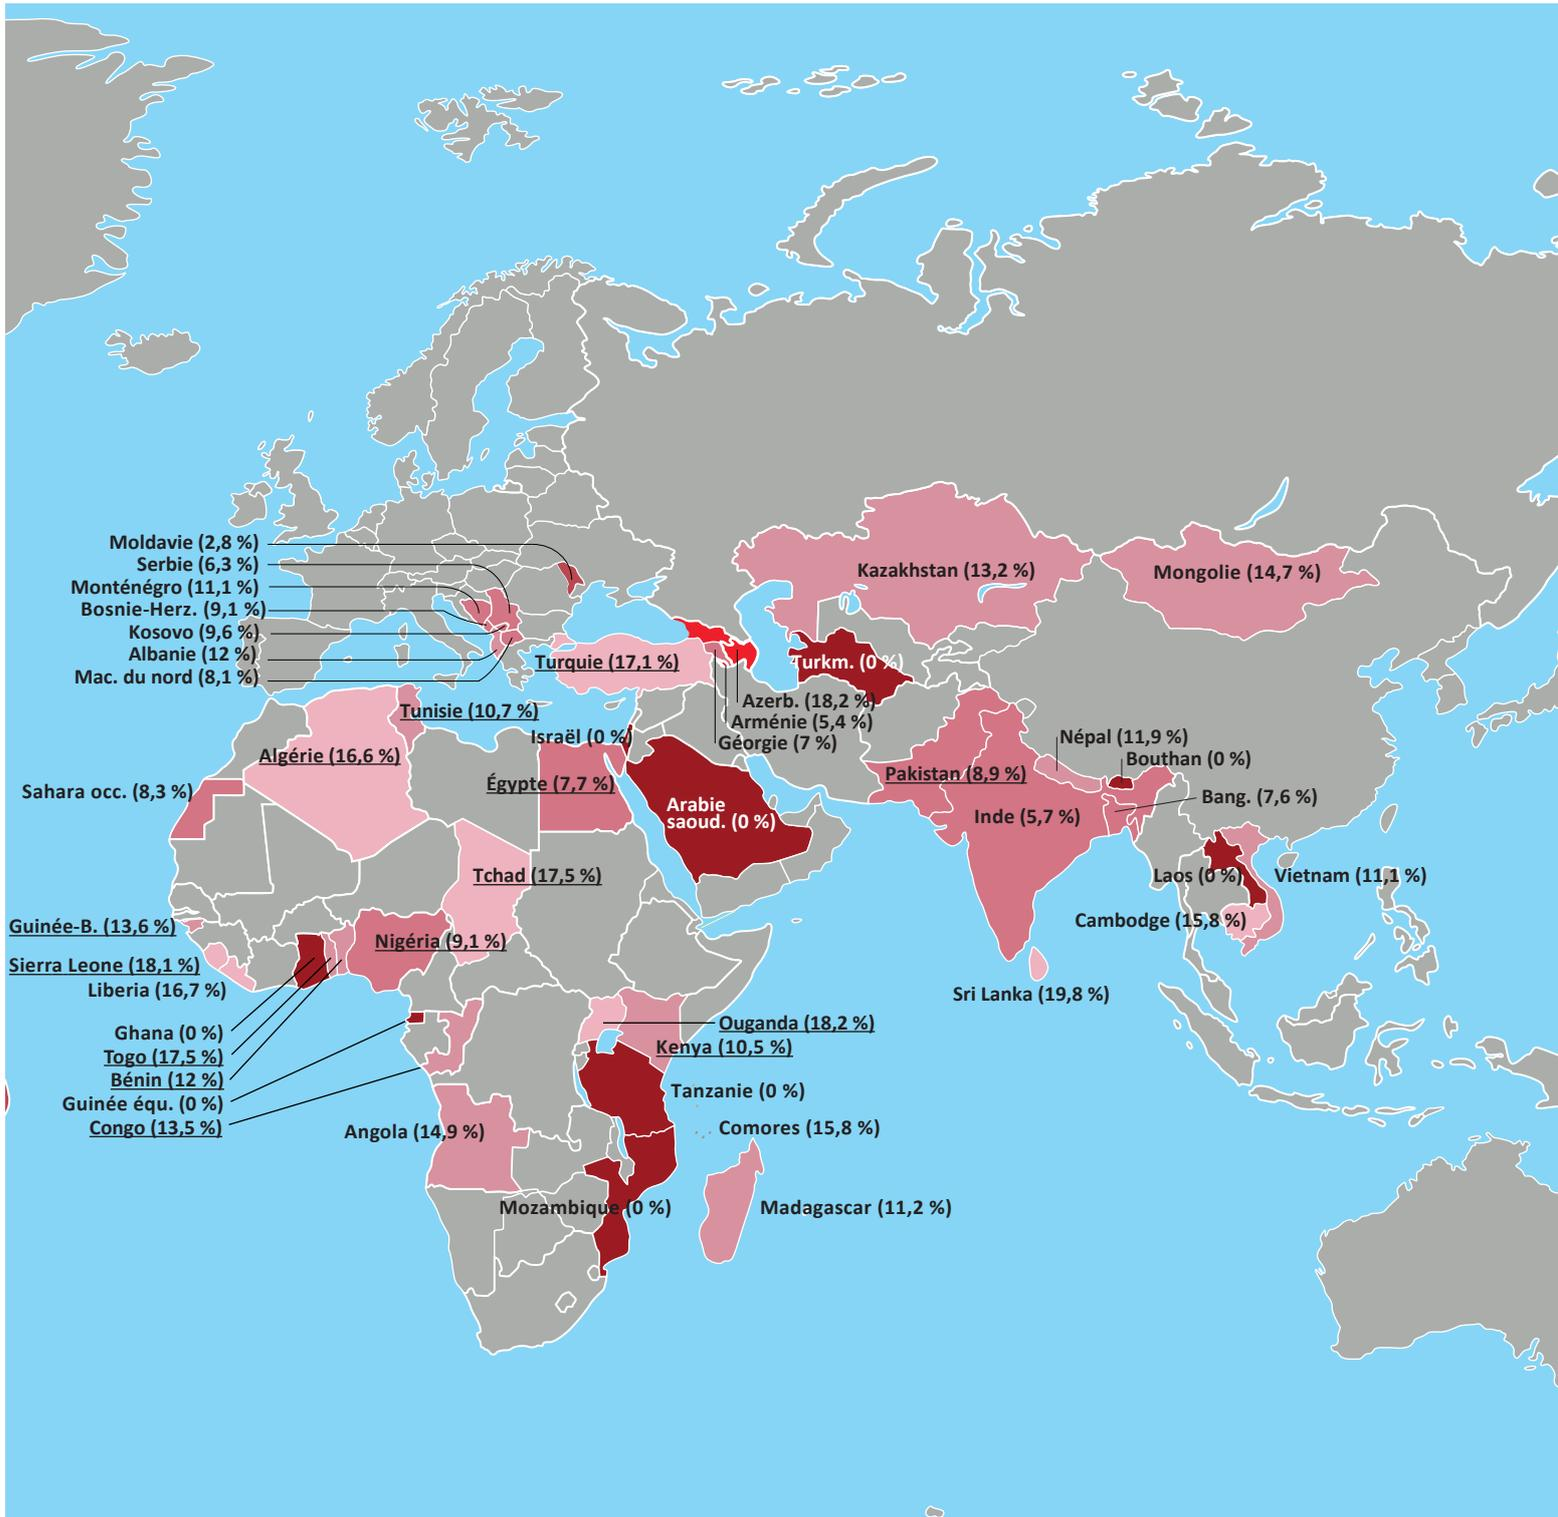 Moldavie (2,8 %)
Serbie (6,3 %)
Monténégro (11,1 %)
Bosnie-Herz. (9,1 %)
Kosovo (9,6 %)
Albanie (12 %)
Mac. du nord (8,1 %)
Kazakhstan (13,2 %)
Mongolie (14,7 %)
Turquie (17,1 %)
Turkm. (0 %)
Azerb. (18,2 %)
Arménie (5,4 %)
Géorgie (7 %)
Tunisie (10,7 %)
Israël (0 %)
Algérie (16,6 %)
Égypte (7,7 %)
Sahara occ. (8,3 %)
Arabie
saoud. (0 %)
Népal (11,9 %)
Bouthan (0 %)
Pakistan (8,9 %)
Bang. (7,6 %)
Inde (5,7 %)
Tchad (17,5 %)
Laos (0 %)
Vietnam (11,1 %)
Cambodge (15,8 %)
Guinée-B. (13,6 %)
Nigéria (9,1 %)
Sierra Leone (18,1 %)
Liberia (16,7 %)
Sri Lanka (19,8 %)
Ghana (0 %)
Togo (17,5 %)
Bénin (12 %)
Guinée équ. (0 %)
Congo (13,5 %)
Ouganda (18,2 %)
Kenya (10,5 %)
Tanzanie (0 %)
Angola (14,9 %)
Comores (15,8 %)
Mozambique (0 %)
Madagascar (11,2 %)